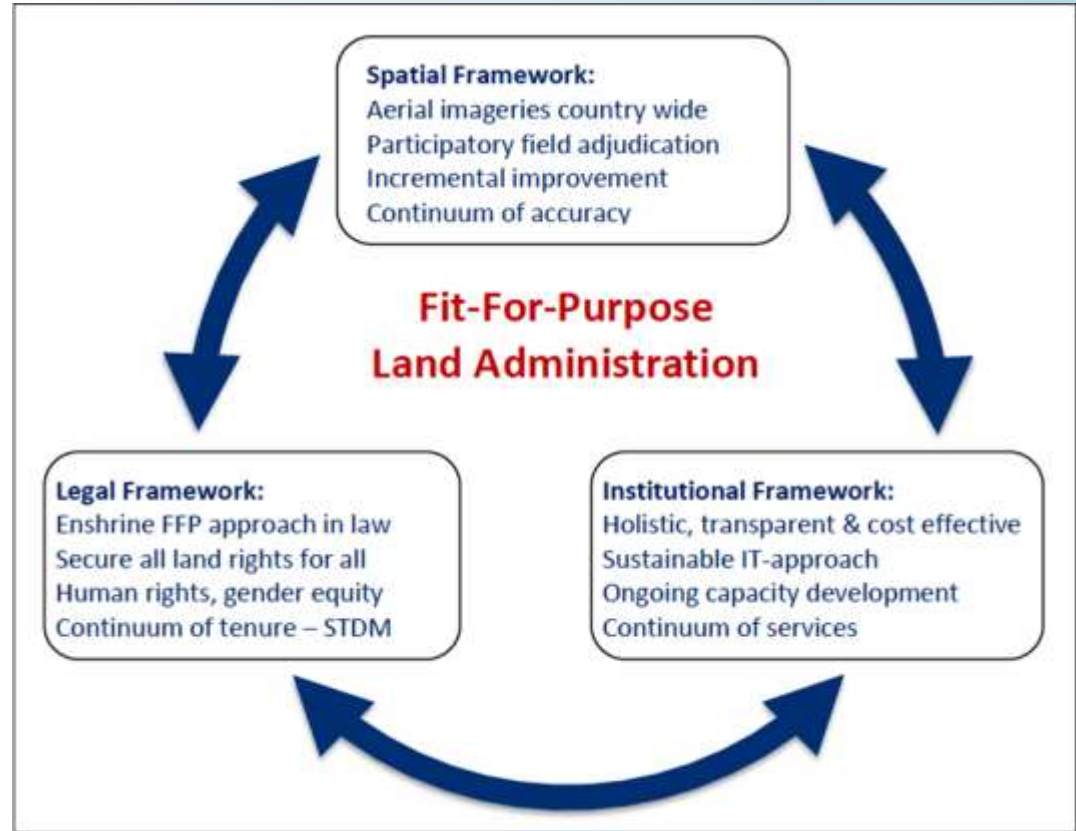 Spatial Framework:
Aerial imageries country wide
Participatory field adjudication
Incremental improvement
Continuum of accuracy
Fit-For-Purpose
Land Administration
Legal Framework:
Enshrine FFP approach in law
Secure all land rights for all
Human rights, gender equity
Continuum of tenure – STDM
Institutional Framework:
Holistic, transparent & cost effective
Sustainable IT-approach
Ongoing capacity development
Continuum of services